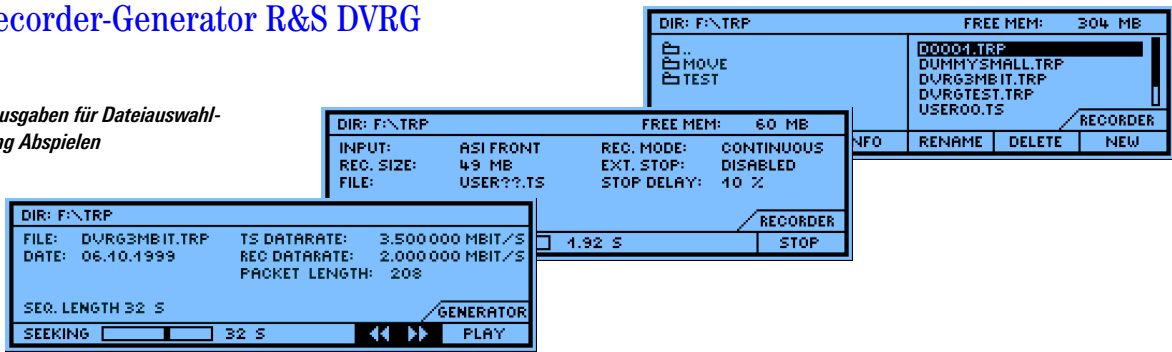 ecorder-Generator R&S DVRG
usgaben für Dateiauswahl-
ng Abspielen
DIR: F:\TRP FREE MEM: 304 MB
..
MOVE
TEST
D0001.TRP
DUMMYSMALL.TRP
DVRG3MBIT.TRP
DVRGTEST.TRP
USER00.TS
RECORDER
NFO RENAME DELETE NEW
DIR: F:\TRP FREE MEM: 60 MB
INPUT: ASI FRONT REC. MODE: CONTINUOUS
REC. SIZE: 49 MB EXT. STOP: DISABLED
FILE: USER??.TS STOP DELAY: 10 %
RECORDER
1.92 S STOP
DIR: F:\TRP
FILE: DVRG3MBIT.TRP TS DATARATE: 3.500000 MBIT/S
DATE: 06.10.1999 REC DATARATE: 2.000000 MBIT/S
PACKET LENGTH: 208
SEQ. LENGTH 32 S
GENERATOR
SEEKING 32 S PLAY